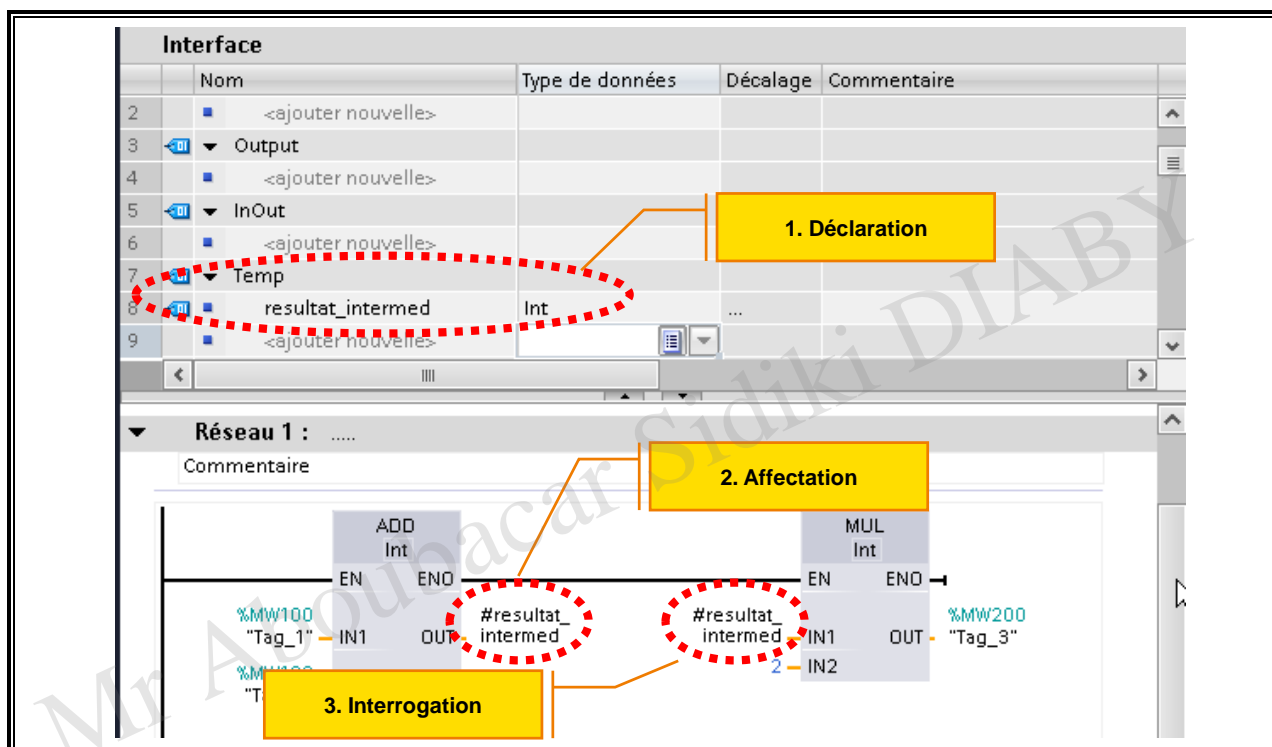 Interface
Nom Type de données Décalage Commentaire
2 <ajouter nouvelle>
3 Output
4 <ajouter nouvelle>
5 InOut
6 <ajouter nouvelle>
7 Temp
8 resultat_intermed Int ...
9 <ajouter nouvelle>
1. Déclaration
Réseau 1 : .....
Commentaire
2. Affectation
ADD
Int
EN ENO
%MW100
"Tag_1" IN1 OUT
#resultat_
intermed
MUL
Int
EN ENO
#resultat_
intermed IN1 OUT
%MW200
"Tag_3"
2 IN2
3. Interrogation
Mr Aboubacar Sidiki DIABY